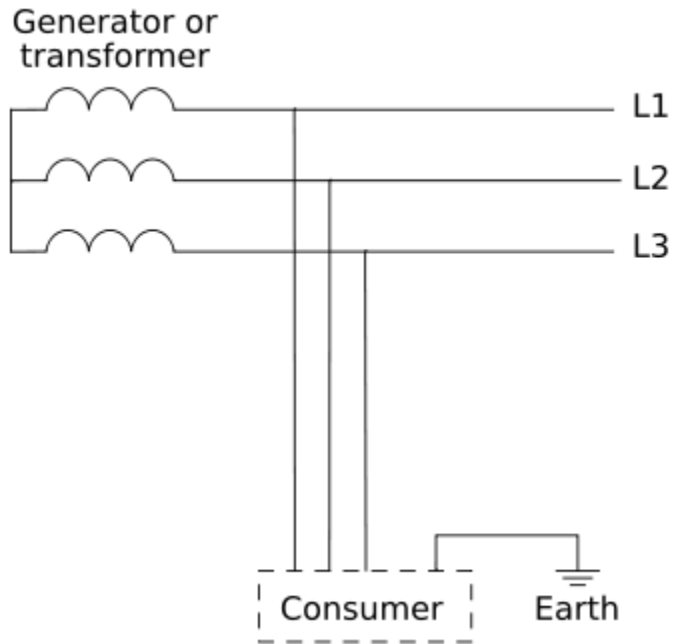 Generator or
transformer
L1
L2
L3
Consumer
Earth